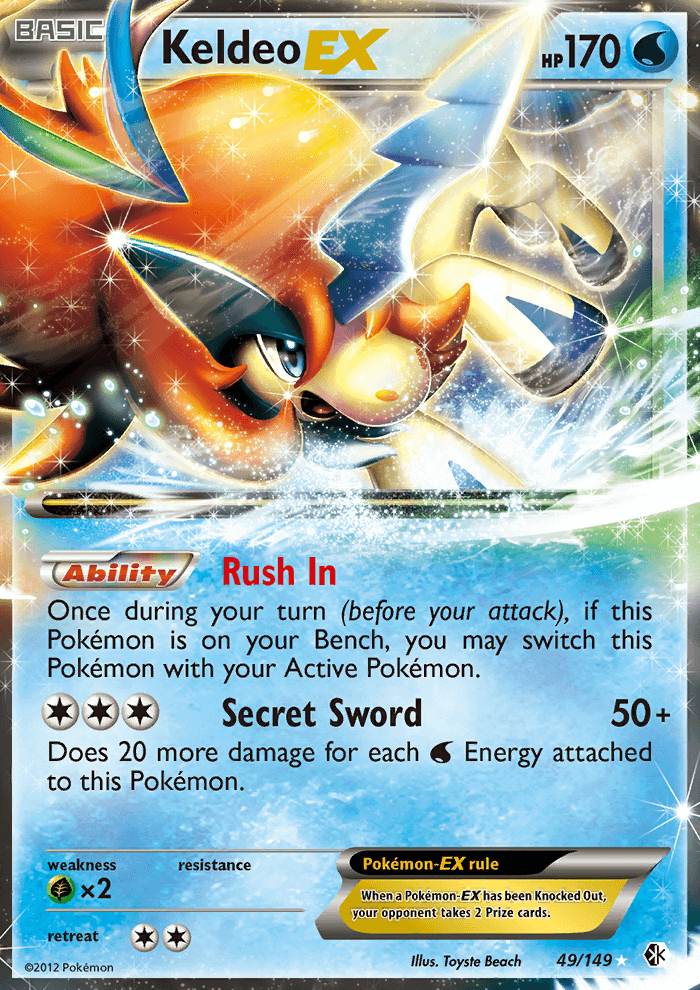 BASIC
Keldeo EX
HP 170
Ability Rush In
Once during your turn (before your attack), if this
Pokémon is on your Bench, you may switch this
Pokémon with your Active Pokémon.
Secret Sword 50+
Does 20 more damage for each Energy attached
to this Pokémon.
weakness resistance
×2
Pokémon-EX rule
When a Pokémon-EX has been Knocked Out,
your opponent takes 2 Prize cards.
retreat
Illus. Toyste Beach 49/149
©2012 Pokémon